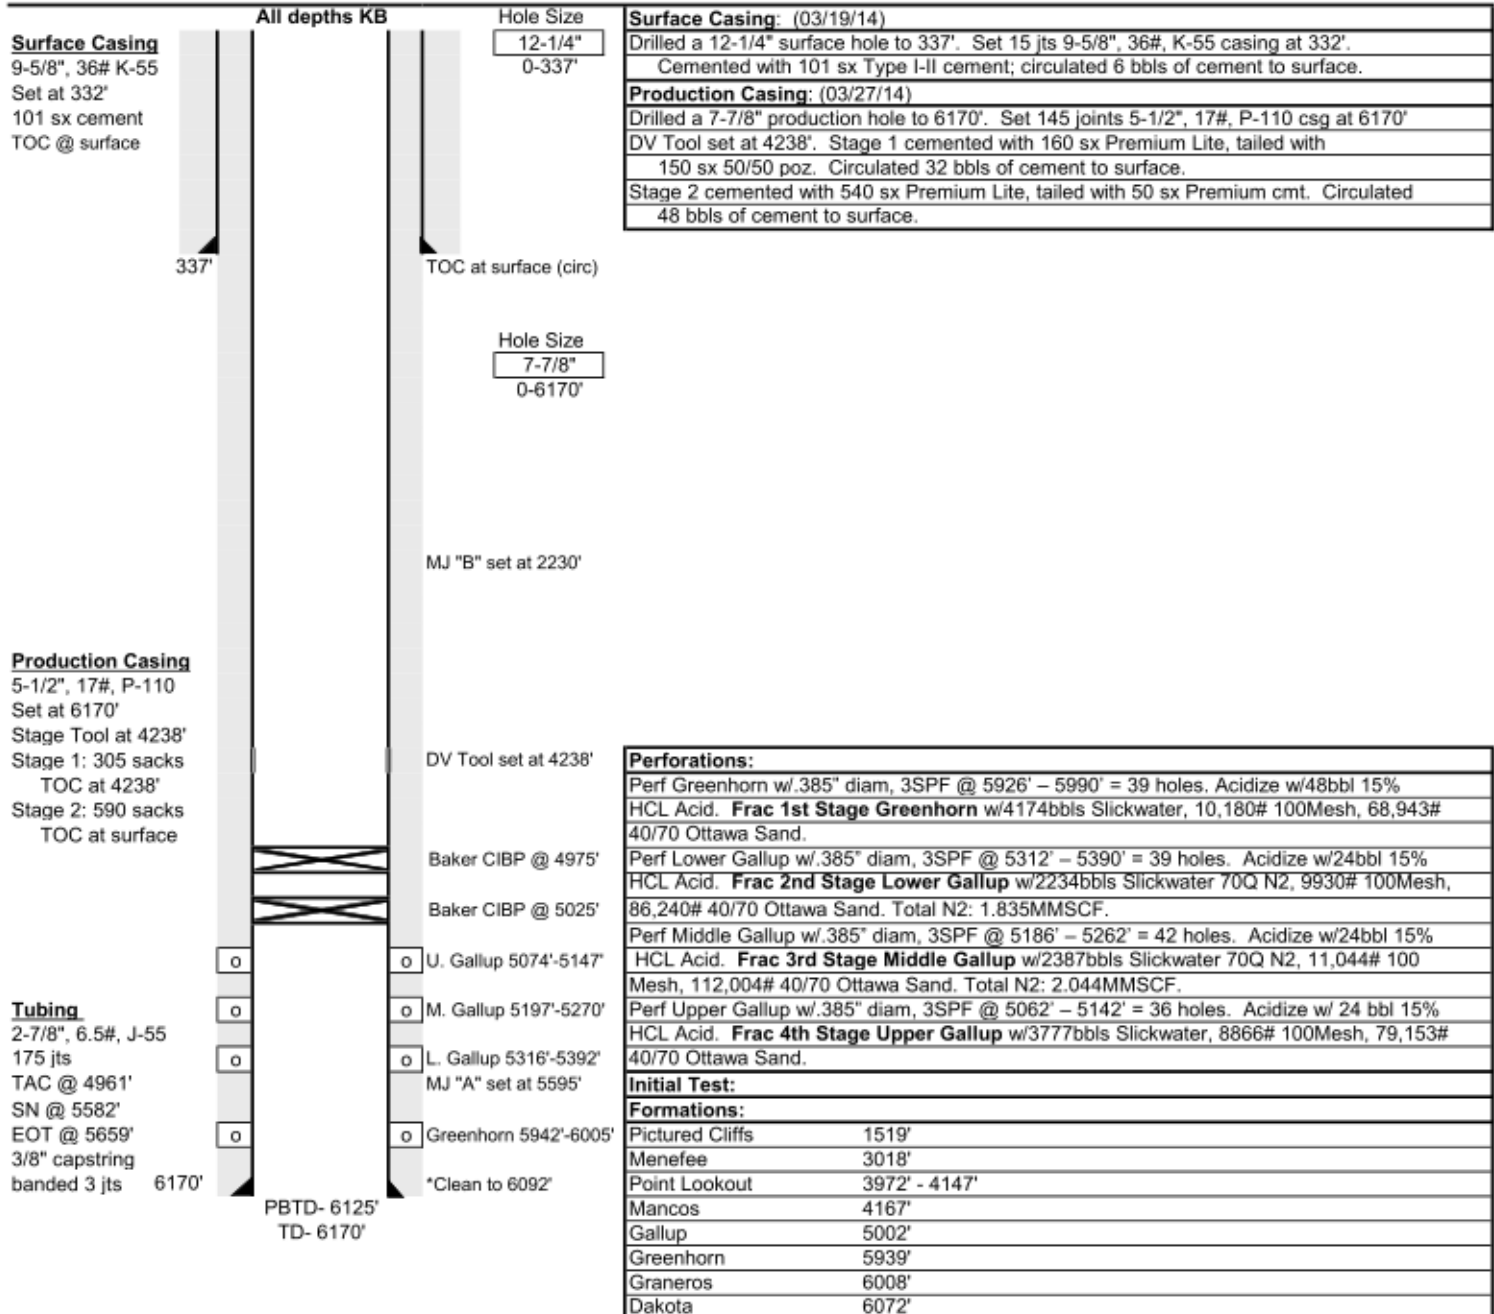 All depths KB
Surface Casing
9-5/8", 36# K-55
Set at 332'
101 sx cement
TOC @ surface
337'
TOC at surface (circ)
Hole Size
12-1/4"
0-337'
Surface Casing: (03/19/14)
Drilled a 12-1/4" surface hole to 337'. Set 15 jts 9-5/8", 36#, K-55 casing at 332'.
Cemented with 101 sx Type I-II cement; circulated 6 bbls of cement to surface.
Production Casing: (03/27/14)
Drilled a 7-7/8" production hole to 6170'. Set 145 joints 5-1/2", 17#, P-110 csg at 6170'
DV Tool set at 4238'. Stage 1 cemented with 160 sx Premium Lite, tailed with
150 sx 50/50 poz. Circulated 32 bbls of cement to surface.
Stage 2 cemented with 540 sx Premium Lite, tailed with 50 sx Premium cmt. Circulated
48 bbls of cement to surface.
Hole Size
7-7/8"
0-6170'
MJ "B" set at 2230'
Production Casing
5-1/2", 17#, P-110
Set at 6170'
Stage Tool at 4238'
Stage 1: 305 sacks
TOC at 4238'
Stage 2: 590 sacks
TOC at surface
DV Tool set at 4238'
Baker CIBP @ 4975'
Baker CIBP @ 5025'
o o U. Gallup 5074'-5147'
o o M. Gallup 5197'-5270'
o o L. Gallup 5316'-5392'
MJ "A" set at 5595'
o o Greenhorn 5942'-6005'
*Clean to 6092'
Tubing
2-7/8", 6.5#, J-55
175 jts
TAC @ 4961'
SN @ 5582'
EOT @ 5659'
3/8" capstring
banded 3 jts
6170'
PBTD- 6125'
TD- 6170'
Perforations:
Perf Greenhorn w/.385" diam, 3SPF @ 5926' – 5990' = 39 holes. Acidize w/48bbl 15%
HCL Acid. Frac 1st Stage Greenhorn w/4174bbls Slickwater, 10,180# 100Mesh, 68,943#
40/70 Ottawa Sand.
Perf Lower Gallup w/.385" diam, 3SPF @ 5312' – 5390' = 39 holes. Acidize w/24bbl 15%
HCL Acid. Frac 2nd Stage Lower Gallup w/2234bbls Slickwater 70Q N2, 9930# 100Mesh,
86,240# 40/70 Ottawa Sand. Total N2: 1.835MMSCF.
Perf Middle Gallup w/.385" diam, 3SPF @ 5186' – 5262' = 42 holes. Acidize w/24bbl 15%
HCL Acid. Frac 3rd Stage Middle Gallup w/2387bbls Slickwater 70Q N2, 11,044# 100
Mesh, 112,004# 40/70 Ottawa Sand. Total N2: 2.044MMSCF.
Perf Upper Gallup w/.385" diam, 3SPF @ 5062' – 5142' = 36 holes. Acidize w/ 24 bbl 15%
HCL Acid. Frac 4th Stage Upper Gallup w/3777bbls Slickwater, 8866# 100Mesh, 79,153#
40/70 Ottawa Sand.
Initial Test:
Formations:
Pictured Cliffs 1519'
Menefee 3018'
Point Lookout 3972' - 4147'
Mancos 4167'
Gallup 5002'
Greenhorn 5939'
Graneros 6008'
Dakota 6072'